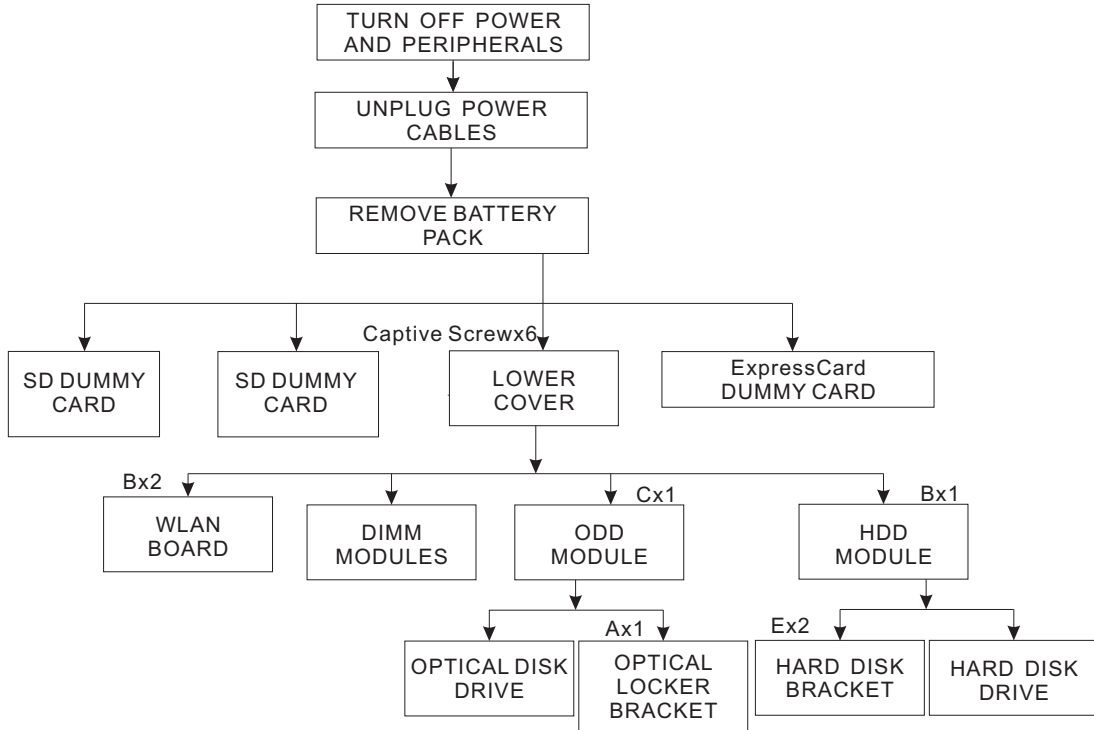 TURN OFF POWER
AND PERIPHERALS
UNPLUG POWER
CABLES
REMOVE BATTERY
PACK
Captive Screwx6
SD DUMMY
CARD
SD DUMMY
CARD
LOWER
COVER
ExpressCard
DUMMY CARD
Bx2
WLAN
BOARD
DIMM
MODULES
Cx1
ODD
MODULE
Bx1
HDD
MODULE
OPTICAL DISK
DRIVE
Ax1
OPTICAL
LOCKER
BRACKET
Ex2
HARD DISK
BRACKET
HARD DISK
DRIVE